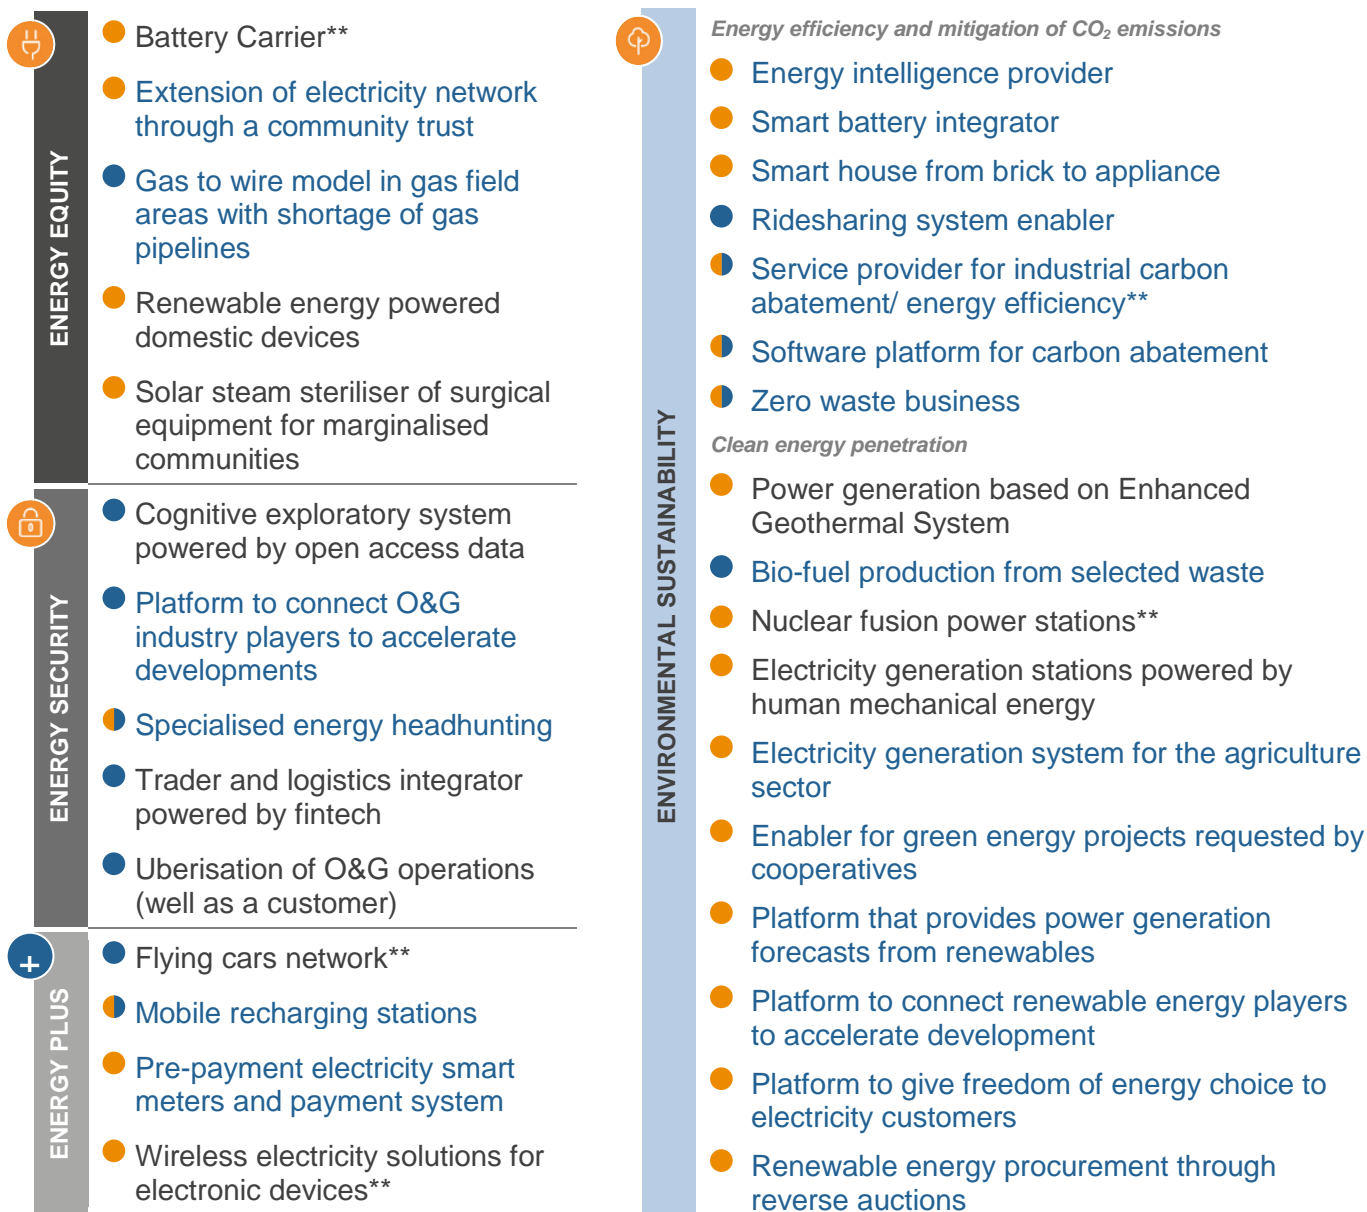 ENERGY EQUITY
Battery Carrier**
Extension of electricity network
through a community trust
Gas to wire model in gas field
areas with shortage of gas
pipelines
Renewable energy powered
domestic devices
Solar steam steriliser of surgical
equipment for marginalised
communities
ENERGY SECURITY
Cognitive exploratory system
powered by open access data
Platform to connect O&G
industry players to accelerate
developments
Specialised energy headhunting
Trader and logistics integrator
powered by fintech
Uberisation of O&G operations
(well as a customer)
+
ENERGY PLUS
Flying cars network**
Mobile recharging stations
Pre-payment electricity smart
meters and payment system
Wireless electricity solutions for
electronic devices**
ENVIRONMENTAL SUSTAINABILITY
Energy efficiency and mitigation of CO₂ emissions
Energy intelligence provider
Smart battery integrator
Smart house from brick to appliance
Ridesharing system enabler
Service provider for industrial carbon
abatement/ energy efficiency**
Software platform for carbon abatement
Zero waste business
Clean energy penetration
Power generation based on Enhanced
Geothermal System
Bio-fuel production from selected waste
Nuclear fusion power stations**
Electricity generation stations powered by
human mechanical energy
Electricity generation system for the agriculture
sector
Enabler for green energy projects requested by
cooperatives
Platform that provides power generation
forecasts from renewables
Platform to connect renewable energy players
to accelerate development
Platform to give freedom of energy choice to
electricity customers
Renewable energy procurement through
reverse auctions